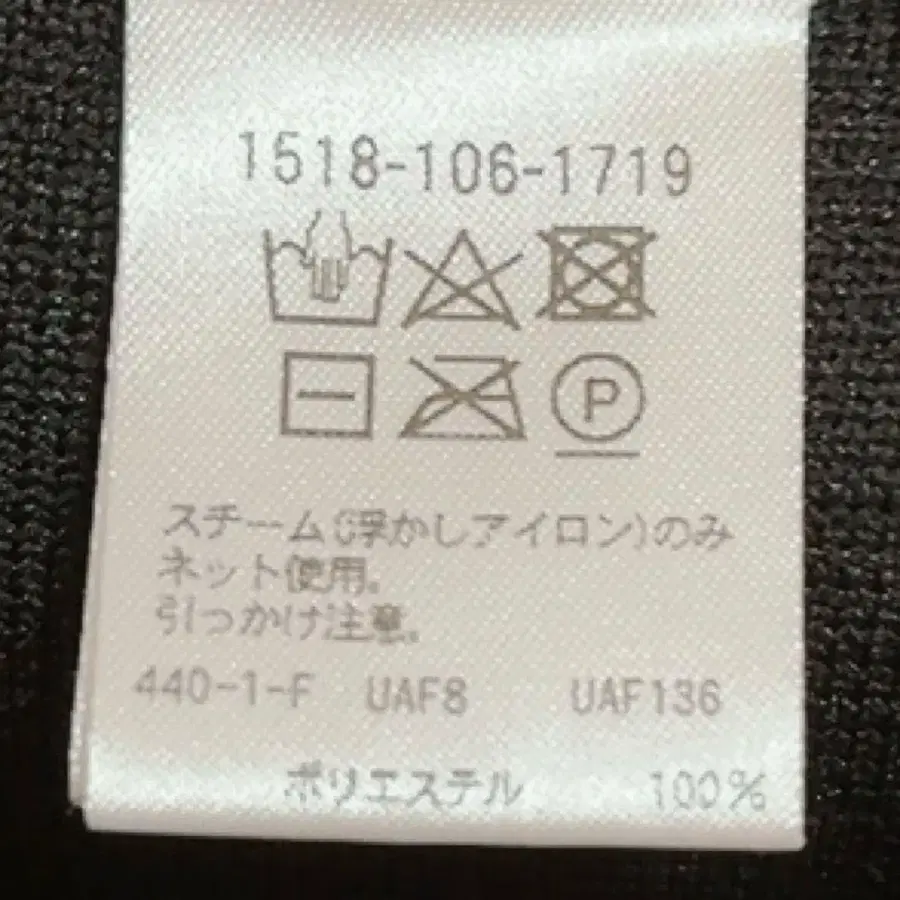 1518-106-1719
P
スチーム(浮かしアイロン)のみ
ネット使用。
引っかけ注意。
440-1-F UAF8 UAF136
ポリエステル 100%